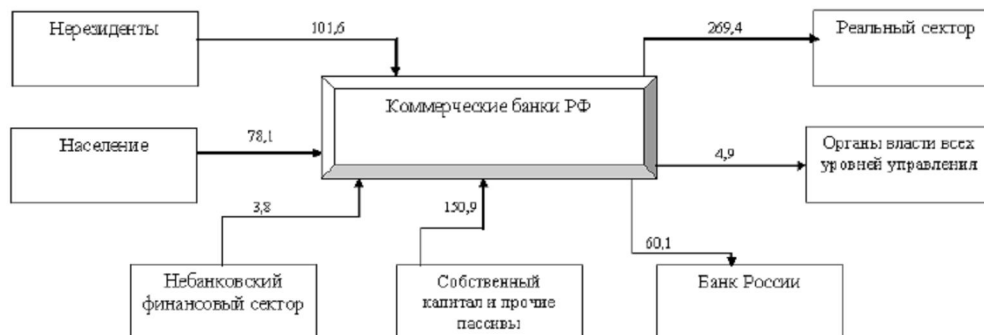 Нерезиденты
101,6
269,4
Реальный сектор
Коммерческие банки РФ
Население
78,1
4,9
Органы власти всех
уровней управления
3,8
150,9
60,1
Небанковский
финансовый сектор
Собственный
капитал и прочие
пассивы
Банк России